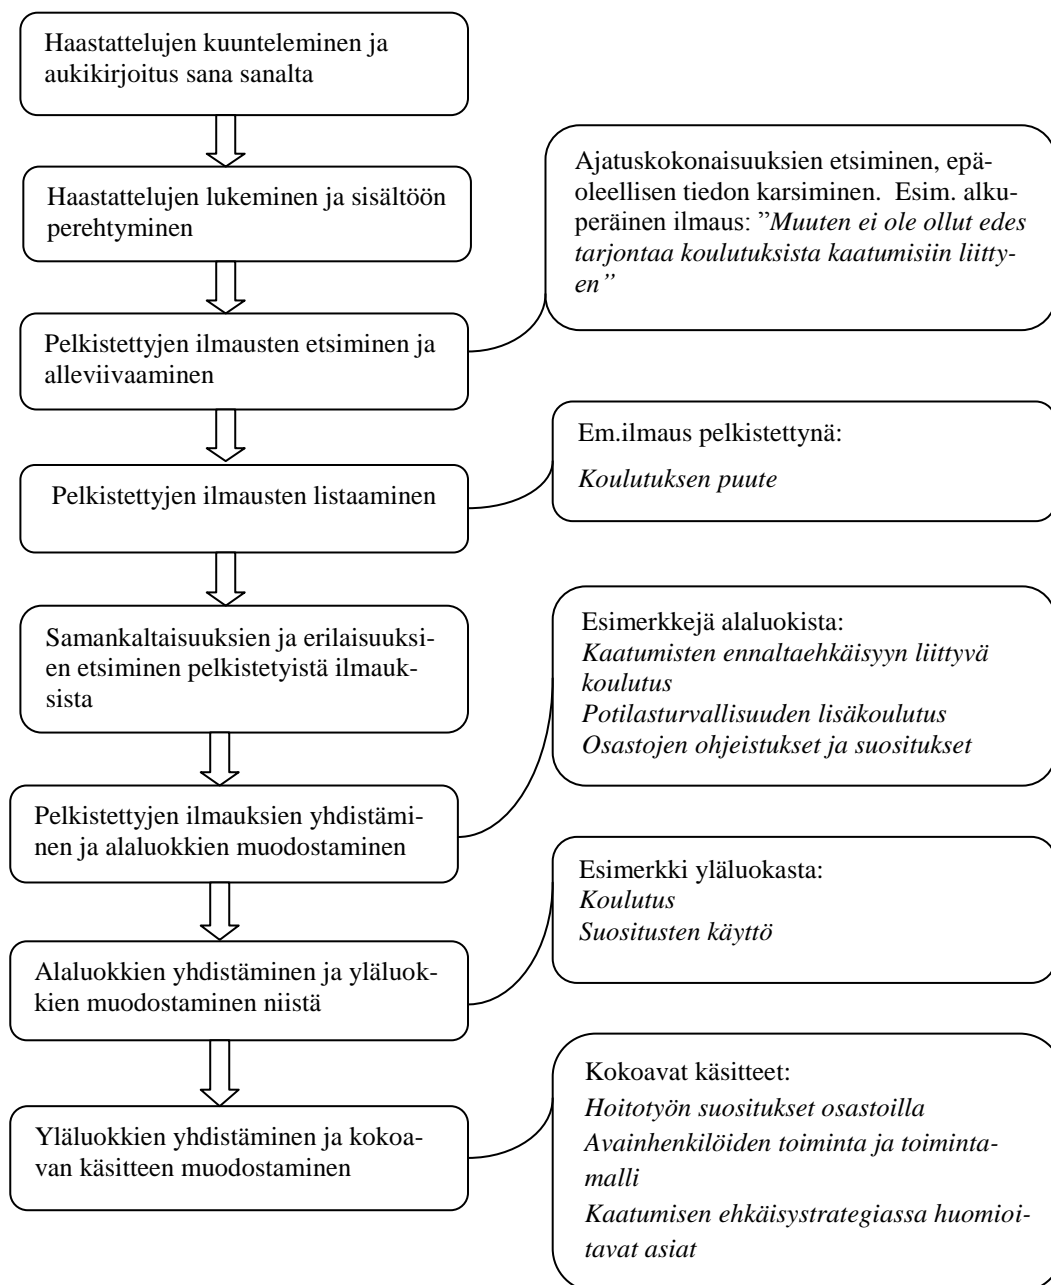 Haastattelujen kuunteleminen ja
aukikirjoitus sana sanalta
Haastattelujen lukeminen ja sisältöön
perehtyminen
Ajatuskokonaisuuksien etsiminen, epä-
oleellisen tiedon karsiminen. Esim. alku-
peräinen ilmaus: ”Muuten ei ole ollut edes
tarjontaa koulutuksista kaatumisiin liitty-
en”
Pelkistettyjen ilmausten etsiminen ja
alleviivaaminen
Em.ilmaus pelkistettynä:
Koulutuksen puute
Pelkistettyjen ilmausten listaaminen
Samankaltaisuuksien ja erilaisuuksi-
en etsiminen pelkistetyistä ilmauk-
sista
Esimerkkejä alaluokista:
Kaatumisten ennaltaehkäisyyn liittyvä
koulutus
Potilasturvallisuuden lisäkoulutus
Osastojen ohjeistukset ja suositukset
Pelkistettyjen ilmauksien yhdistämi-
nen ja alaluokkien muodostaminen
Esimerkki yläluokasta:
Koulutus
Suositusten käyttö
Alaluokkien yhdistäminen ja yläluok-
kien muodostaminen niistä
Kokoavat käsitteet:
Hoitotyön suositukset osastoilla
Avainhenkilöiden toiminta ja toiminta-
malli
Kaatumisen ehkäisystrategiassa huomioi-
tavat asiat
Yläluokkien yhdistäminen ja kokoa-
van käsitteen muodostaminen